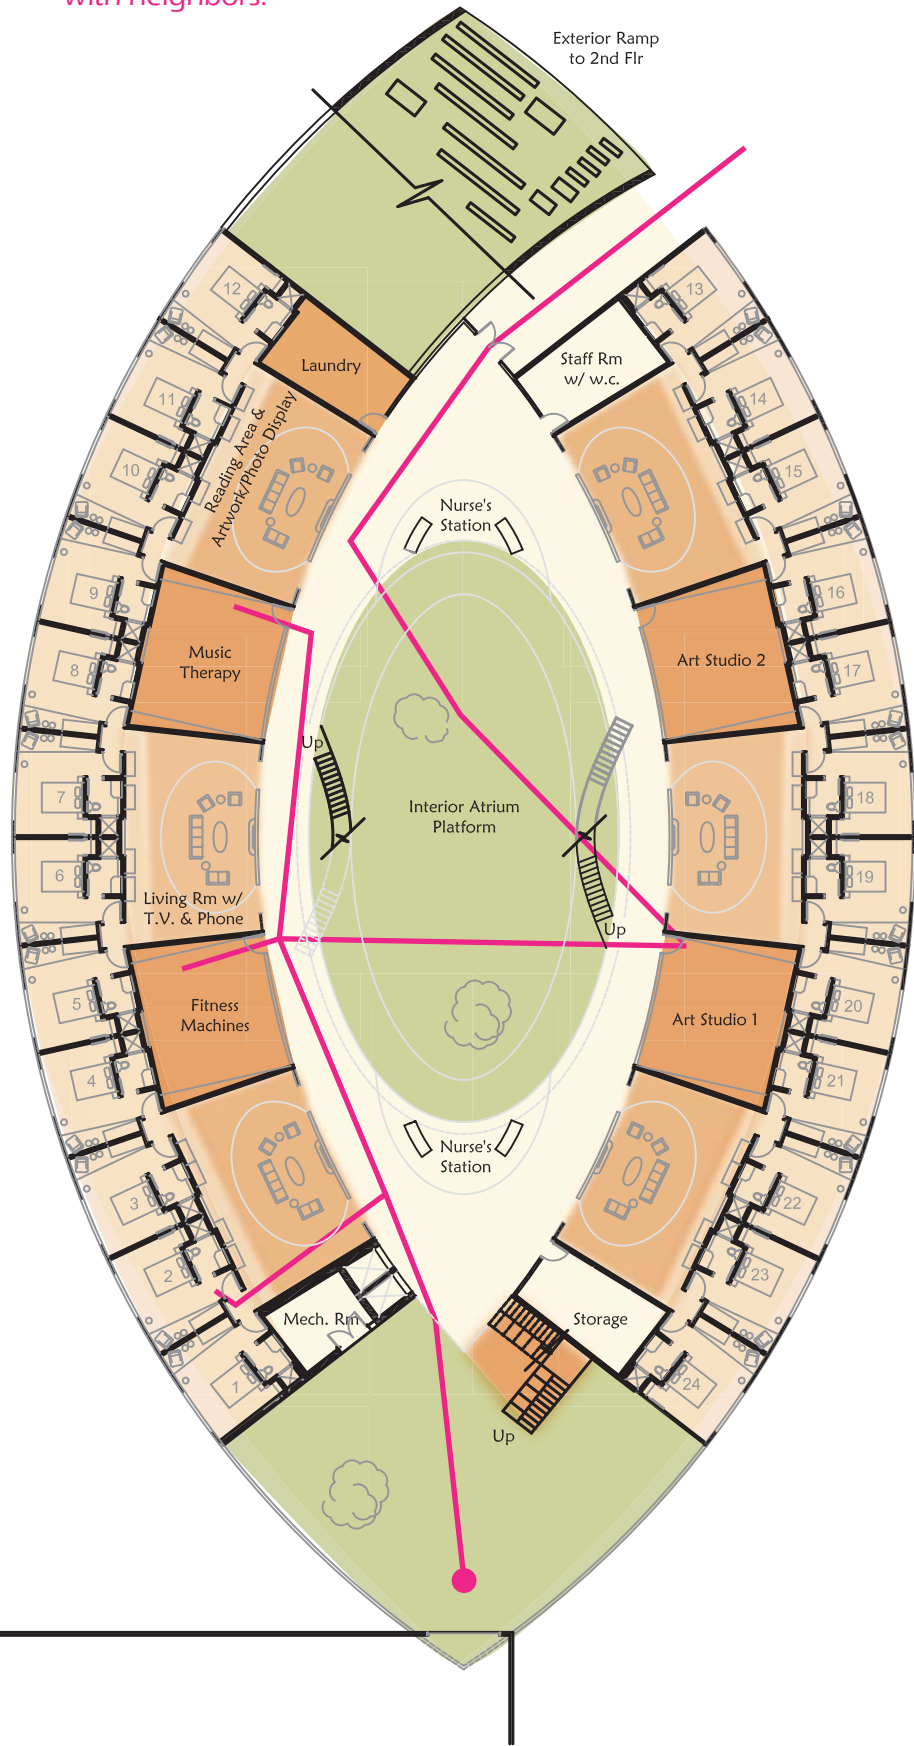 with neighbors.
Exterior Ramp
to 2nd Flr
12
13
Laundry
Staff Rm
w/ w.c.
11
14
Reading Area &
Artwork/Photo Display
10
15
Nurse's
Station
9
16
Music
Therapy
Art Studio 2
8
17
Up
7
18
Interior Atrium
Platform
6
19
Living Rm w/
T.V. & Phone
Up
5
20
Fitness
Machines
Art Studio 1
4
21
Nurse's
Station
3
22
2
23
Mech. Rm
Storage
1
24
Up